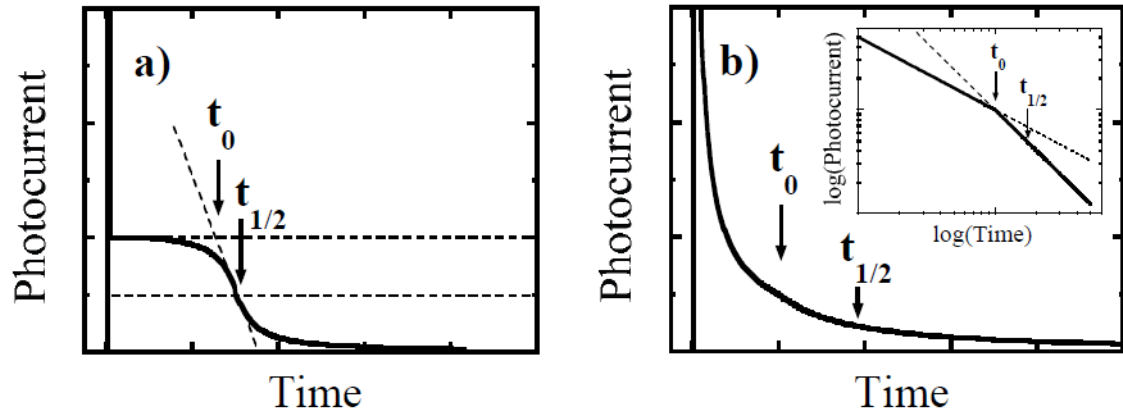 a)
Photocurrent
t0
t1/2
Time
b)
Photocurrent
t0
t1/2
Time
log(Photocurrent)
t0
t1/2
log(Time)